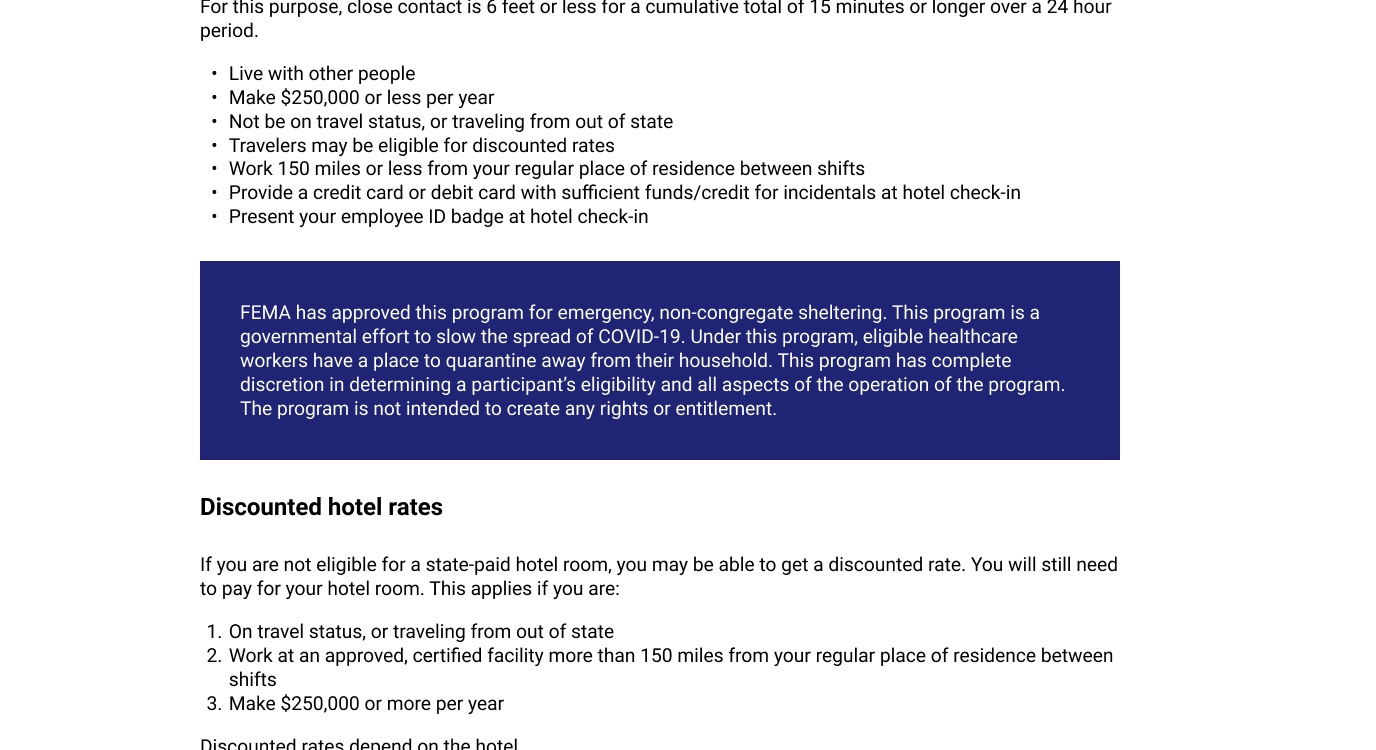 For this purpose, close contact is 6 feet or less for a cumulative total of 15 minutes or longer over a 24 hour
period.
• Live with other people
• Make $250,000 or less per year
• Not be on travel status, or traveling from out of state
• Travelers may be eligible for discounted rates
• Work 150 miles or less from your regular place of residence between shifts
• Provide a credit card or debit card with sufficient funds/credit for incidentals at hotel check-in
• Present your employee ID badge at hotel check-in
FEMA has approved this program for emergency, non-congregate sheltering. This program is a
governmental effort to slow the spread of COVID-19. Under this program, eligible healthcare
workers have a place to quarantine away from their household. This program has complete
discretion in determining a participant’s eligibility and all aspects of the operation of the program.
The program is not intended to create any rights or entitlement.
Discounted hotel rates
If you are not eligible for a state-paid hotel room, you may be able to get a discounted rate. You will still need
to pay for your hotel room. This applies if you are:
1. On travel status, or traveling from out of state
2. Work at an approved, certified facility more than 150 miles from your regular place of residence between
shifts
3. Make $250,000 or more per year
Discounted rates depend on the hotel.